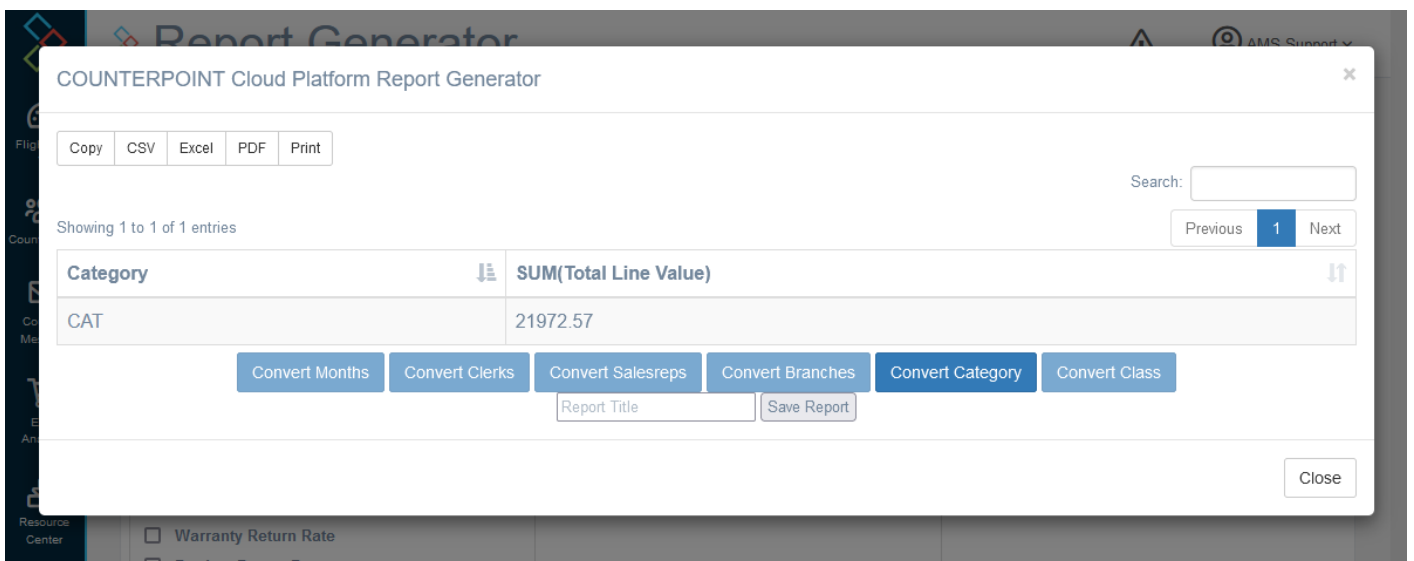 Report Generator
AMS Support
COUNTERPOINT Cloud Platform Report Generator
×
Copy CSV Excel PDF Print
Search:
Showing 1 to 1 of 1 entries
Previous 1 Next
Category SUM(Total Line Value)
CAT 21972.57
Convert Months Convert Clerks Convert Salesreps Convert Branches Convert Category Convert Class
Report Title Save Report
Close
Resource
Center
Warranty Return Rate